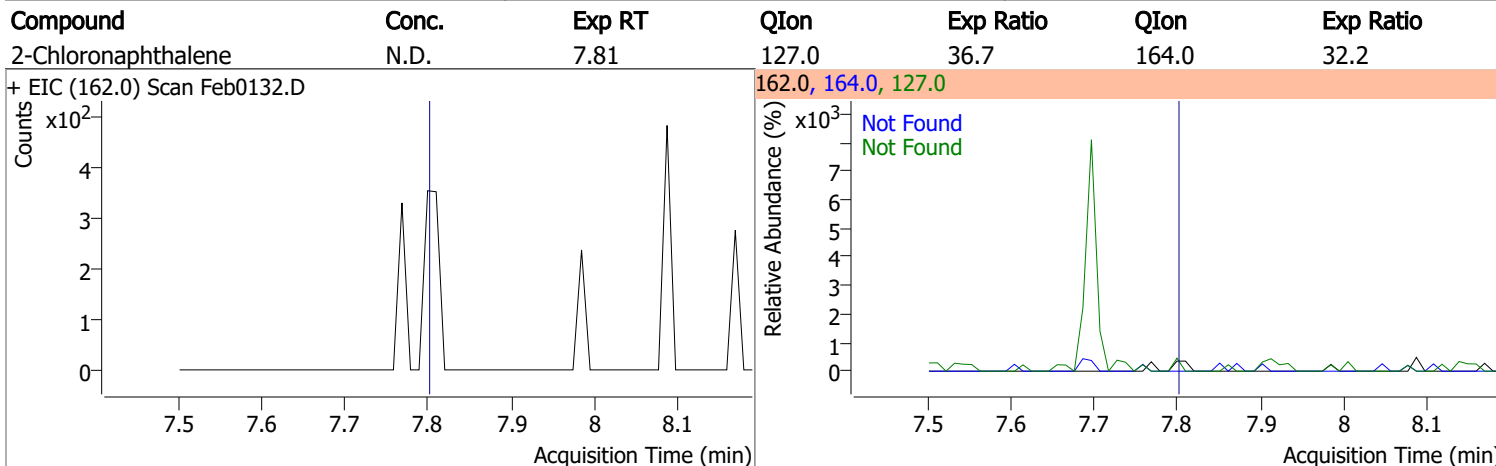 Compound Conc. Exp RT QIon Exp Ratio QIon Exp Ratio
2-Chloronaphthalene N.D. 7.81 127.0 36.7 164.0 32.2
+ EIC (162.0) Scan Feb0132.D
Counts
x10²
4
3
2
1
0
7.5 7.6 7.7 7.8 7.9 8 8.1
Acquisition Time (min)
162.0, 164.0, 127.0
Relative Abundance (%)
x10³
Not Found
Not Found
7
6
5
4
3
2
1
0
7.5 7.6 7.7 7.8 7.9 8 8.1
Acquisition Time (min)